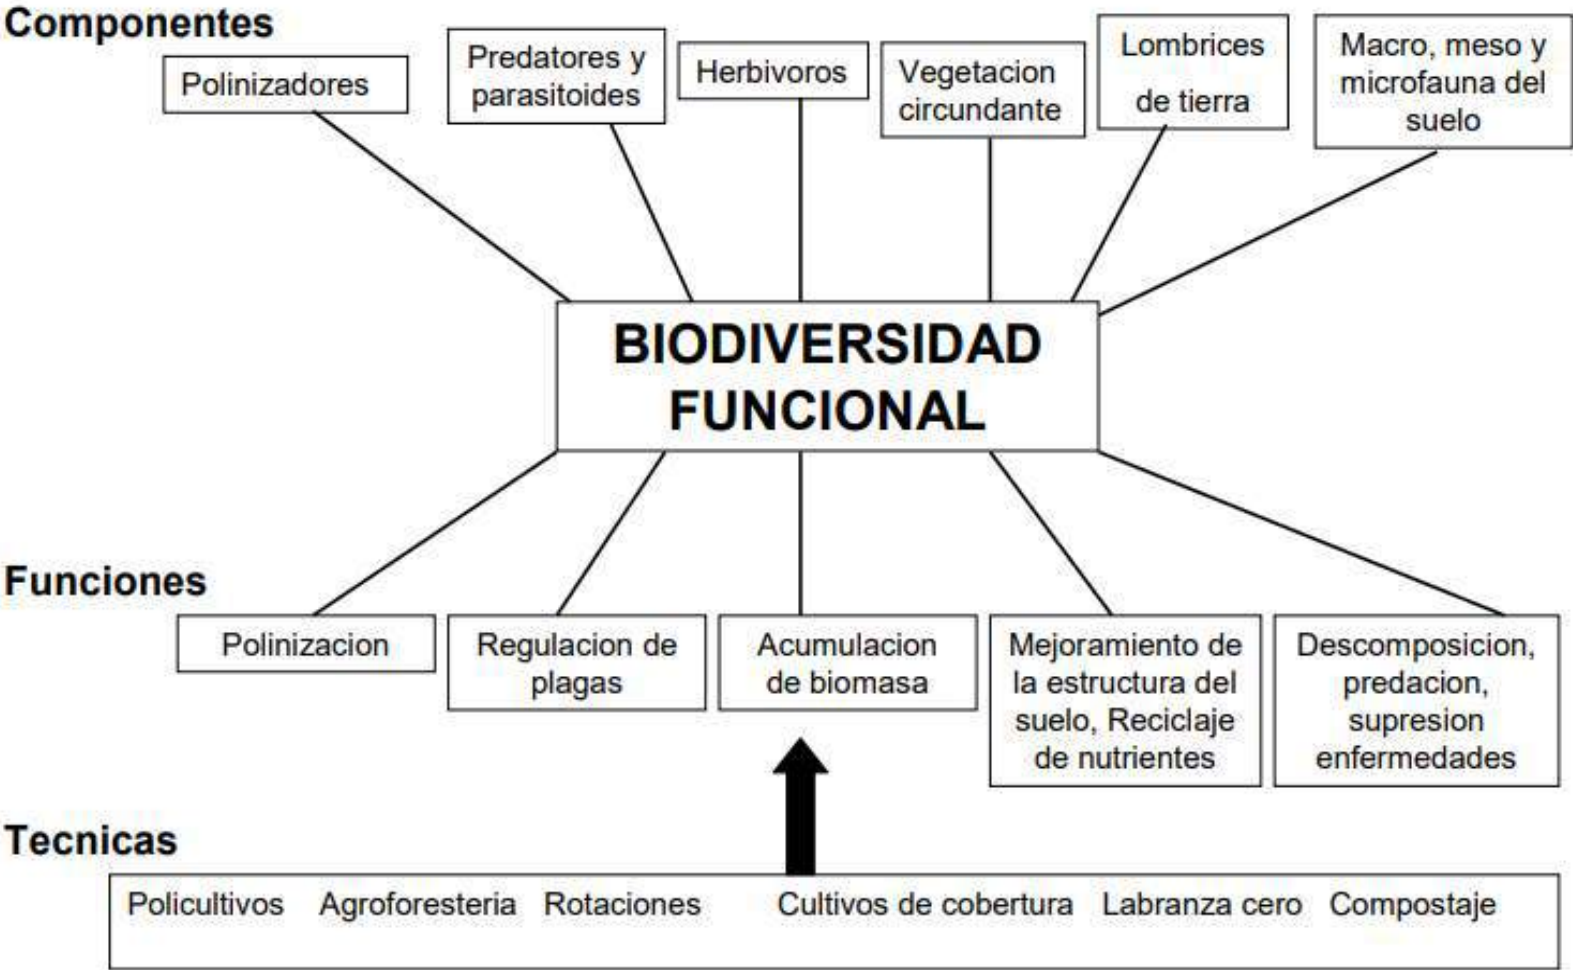 Componentes
Polinizadores
Predatores y
parasitoides
Herbivoros
Vegetacion
circundante
Lombrices
de tierra
Macro, meso y
microfauna del
suelo
BIODIVERSIDAD
FUNCIONAL
Funciones
Polinizacion
Regulacion de
plagas
Acumulacion
de biomasa
Mejoramiento de
la estructura del
suelo, Reciclaje
de nutrientes
Descomposicion,
predacion,
supresion
enfermedades
Tecnicas
Policultivos Agroforesteria Rotaciones Cultivos de cobertura Labranza cero Compostaje